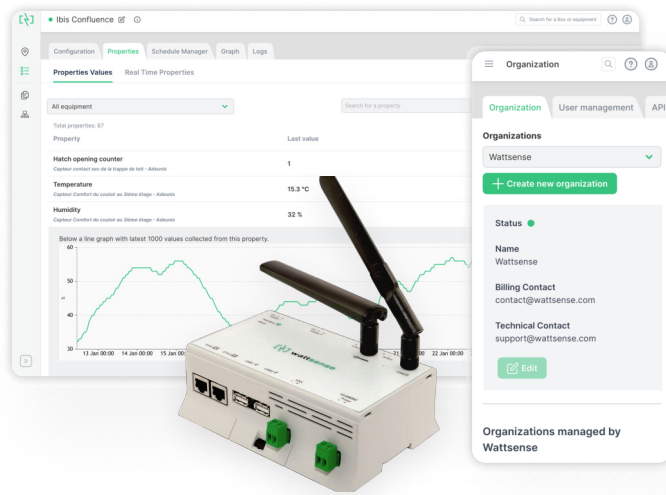 Ibis Confluence
Search for a Box or equipment
Configuration Properties Schedule Manager Graph Logs
Properties Values Real Time Properties
All equipment
Search for a property
Total properties: 67
Property Last value
Hatch opening counter
Capteur contact sec de la trappe de toit - Adeunis
1
Temperature
Capteur Comfort du couloir au 3ième étage - Adeunis
15.3 °C
Humidity
Capteur Comfort du couloir au 3ième étage - Adeunis
32 %
Below a line graph with latest 1000 values collected from this property.
60
50
%
40
30
13 Jan 00:00 14 Jan 00:00 15 Jan 00: 00 22 Jan 00:00
wattsense
Organization
Organization User management API
Organizations
Wattsense
+ Create new organization
Status
Name
Wattsense
Billing Contact
contact@wattsense.com
Technical Contact
support@wattsense.com
Edit
Organizations managed by
Wattsense